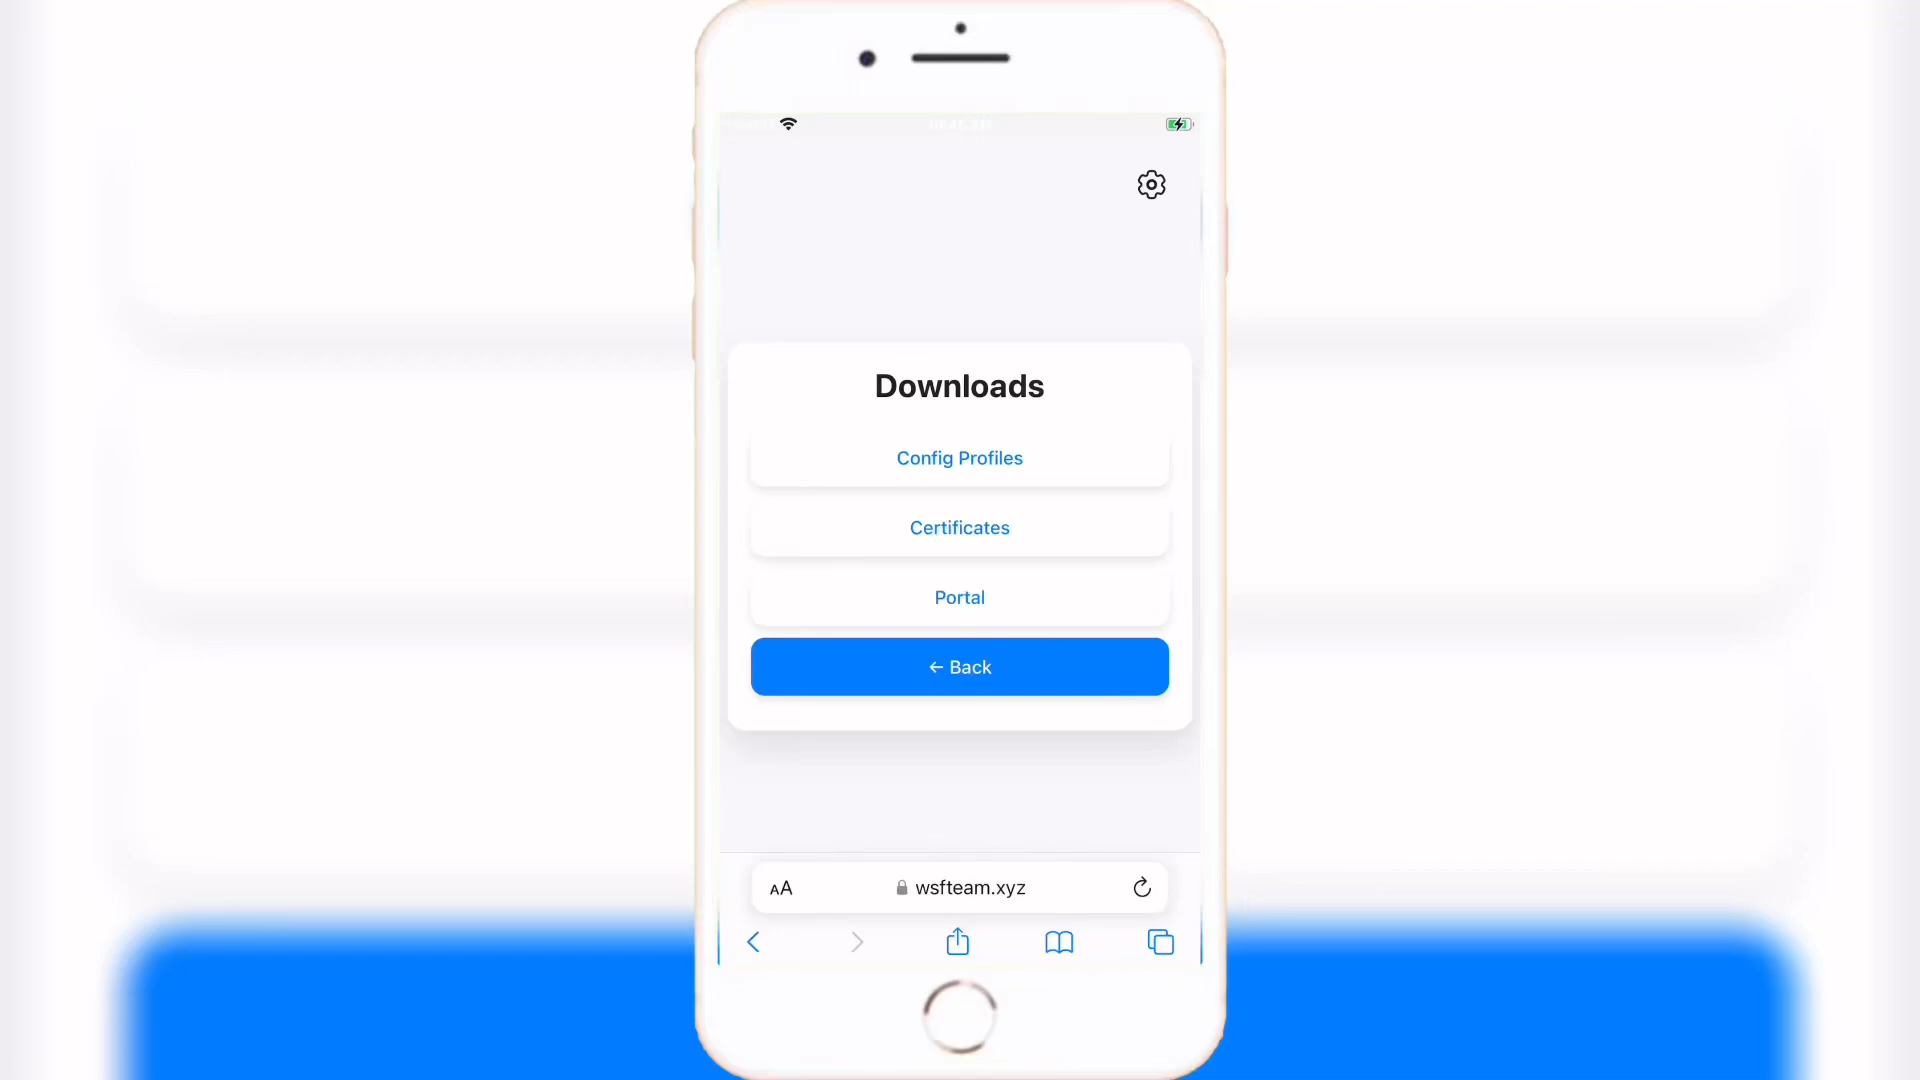 Downloads
Config Profiles
Certificates
Portal
← Back
AA
wsfteam.xyz